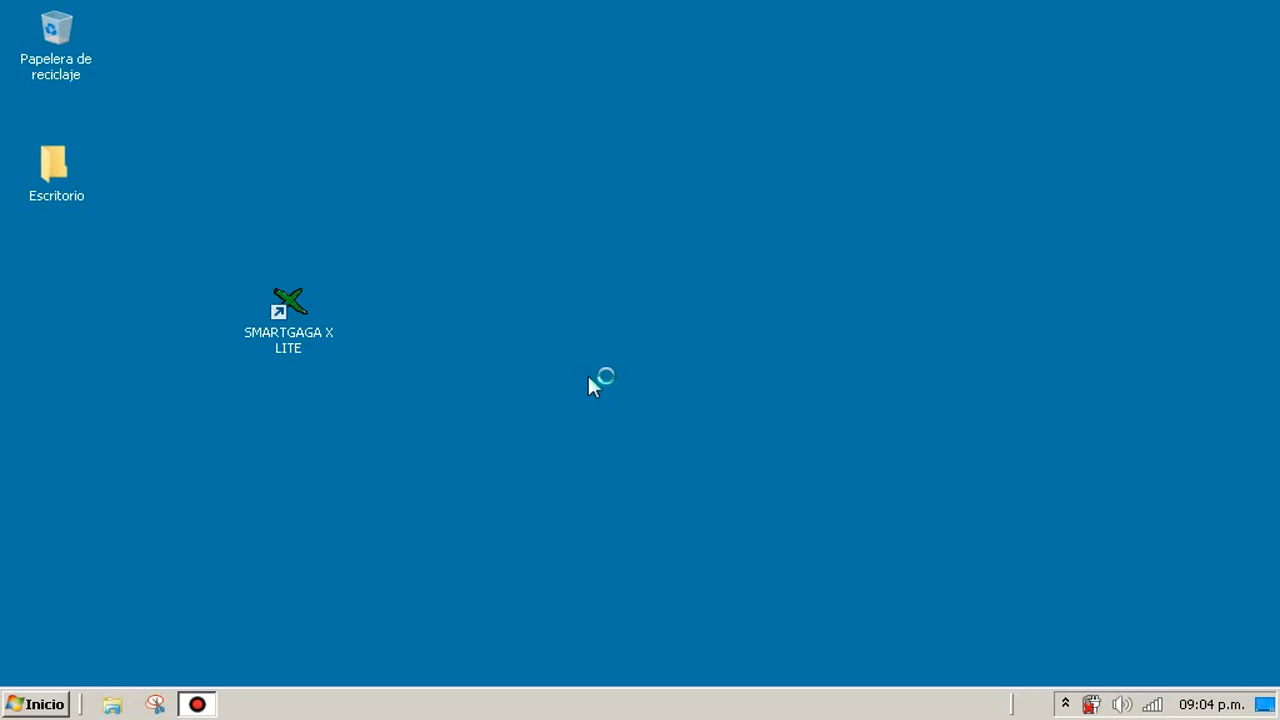 Papelera de
reciclaje
Escritorio
SMARTGAGA X
LITE
Inicio
09:04 p.m.